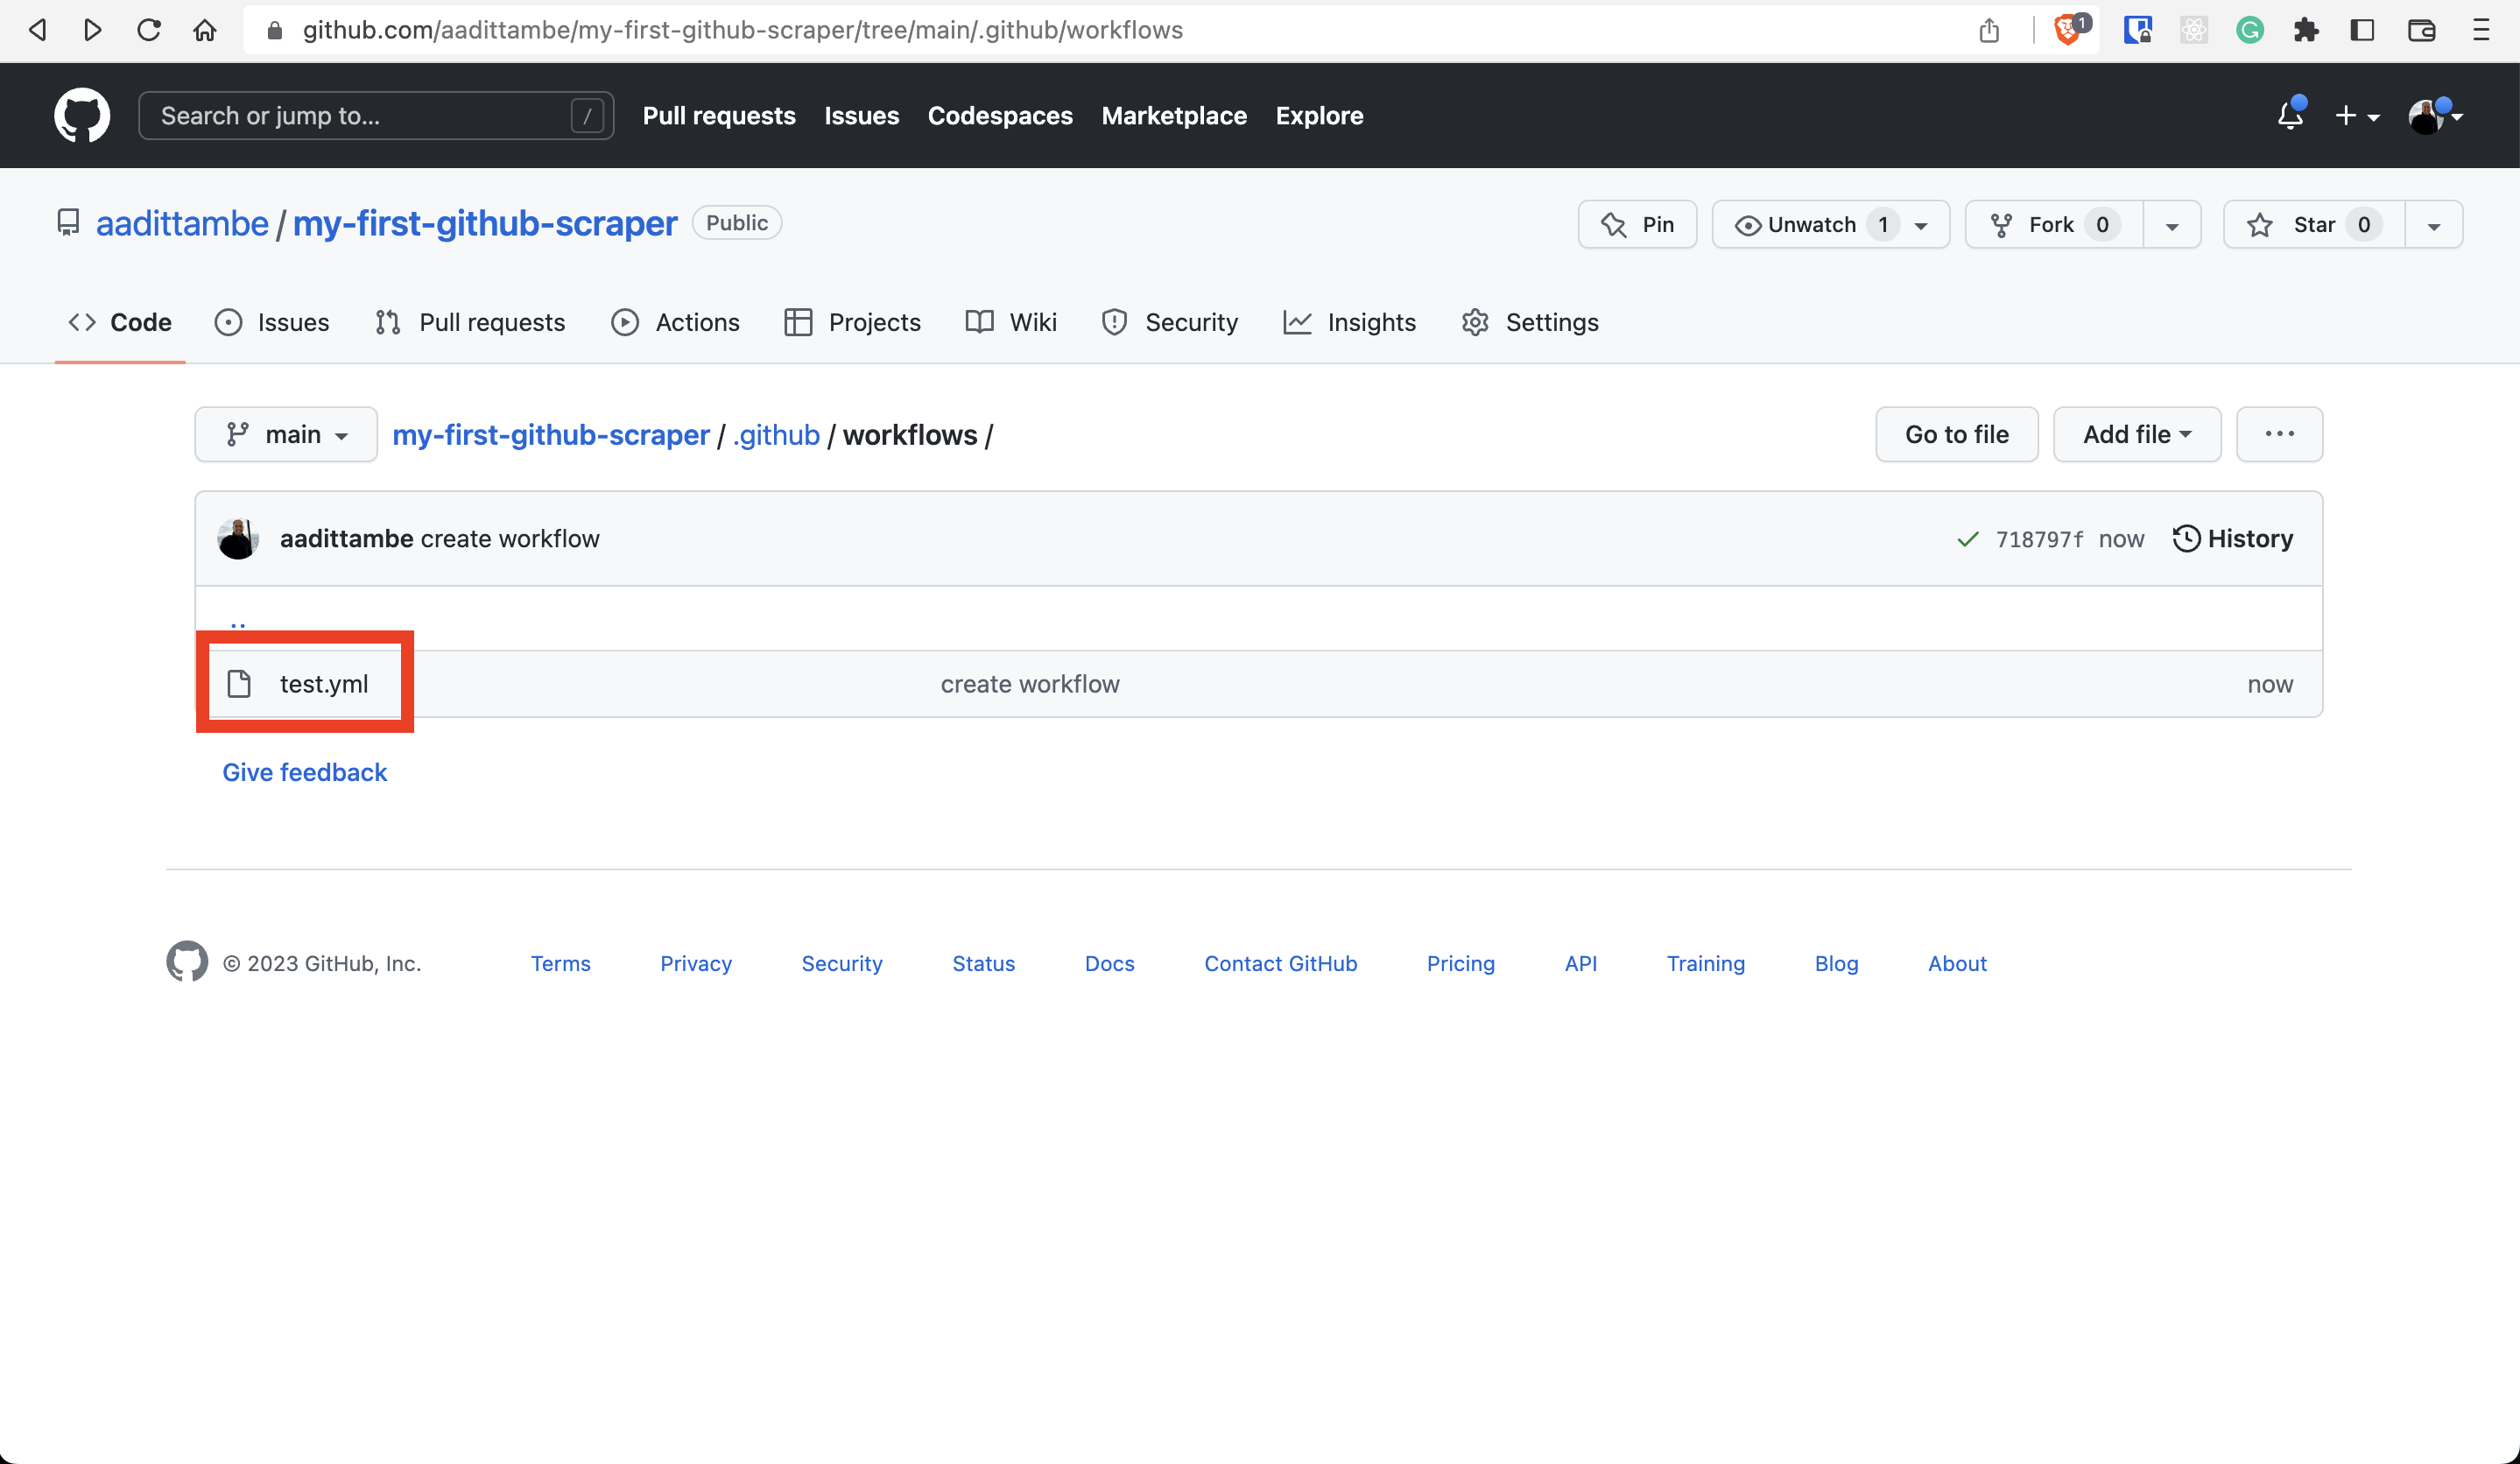 github.com/aadittambe/my-first-github-scraper/tree/main/.github/workflows 1
Search or jump to... / Pull requests Issues Codespaces Marketplace Explore
aadittambe / my-first-github-scraper Public Pin Unwatch 1 Fork 0 Star 0
Code Issues Pull requests Actions Projects Wiki Security Insights Settings
main my-first-github-scraper / .github / workflows / Go to file Add file ...
aadittambe create workflow 718797f now History
..
test.yml create workflow now
Give feedback
© 2023 GitHub, Inc. Terms Privacy Security Status Docs Contact GitHub Pricing API Training Blog About